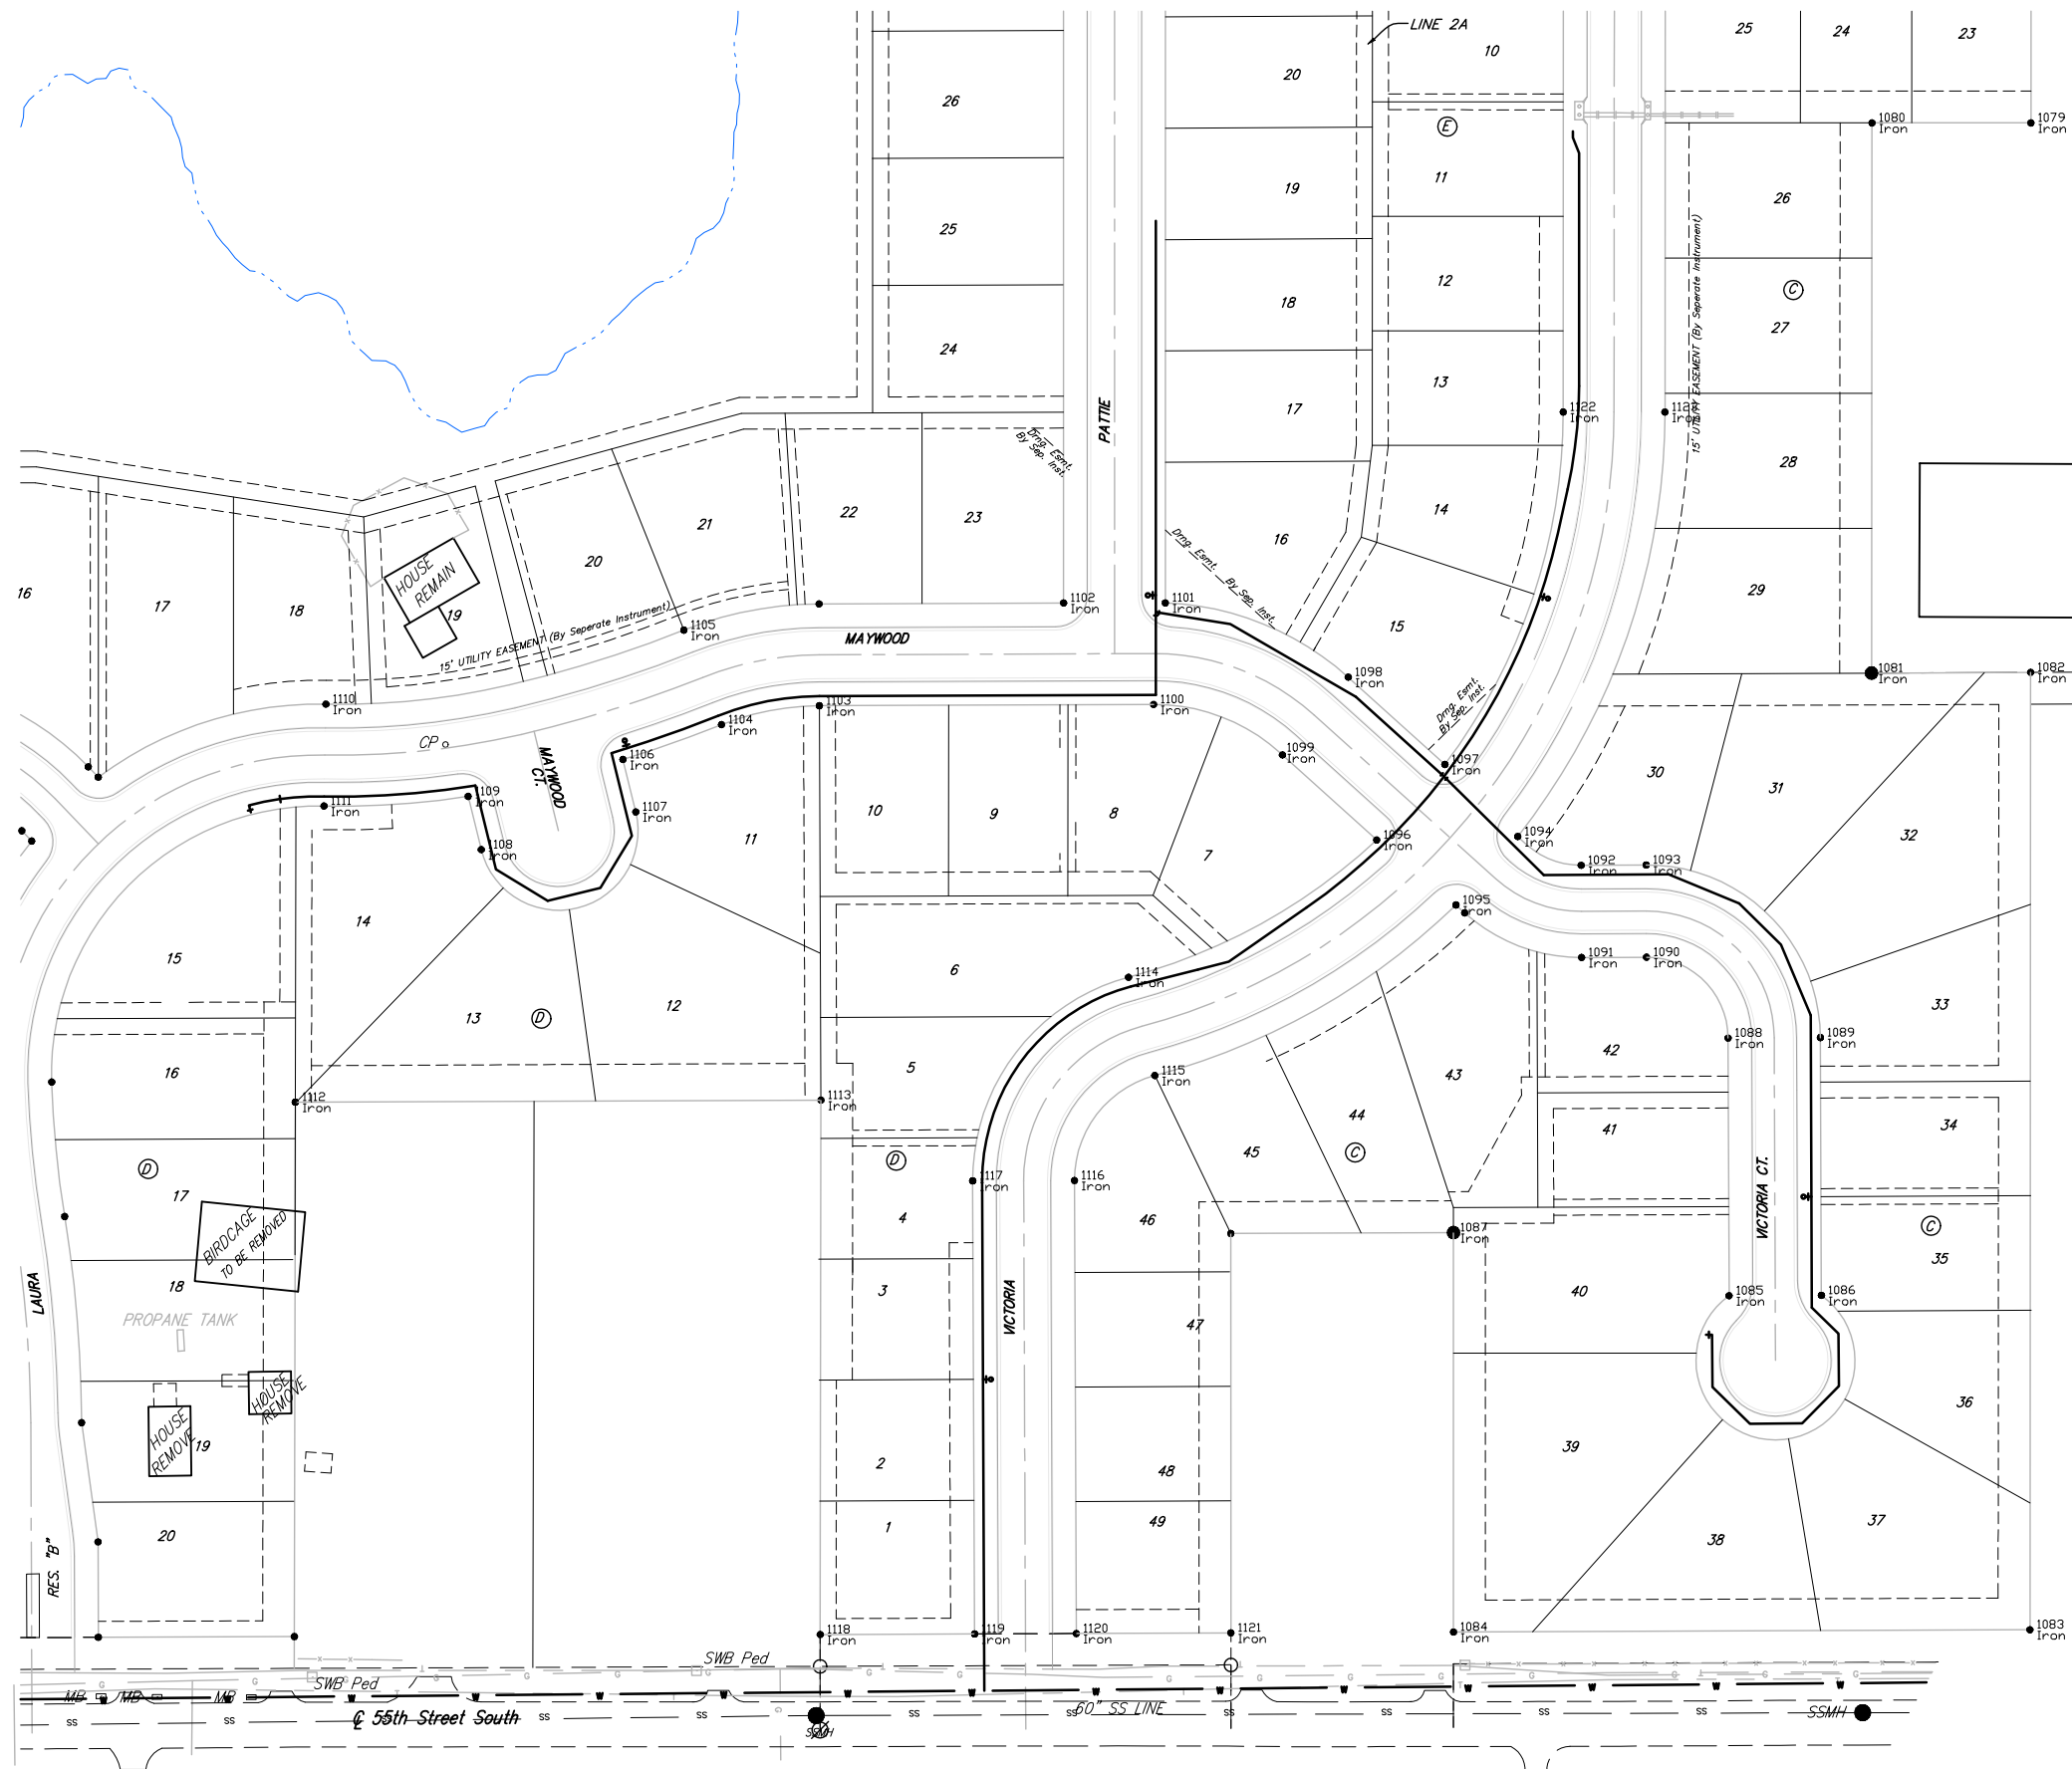 LINE 2A
25
24
23
10
20
26
E
1080
Iron
1079
Iron
11
19
26
25
C
12
18
27
24
13
17
PATTIE
1122
Iron
15' UTILITY EASEMENT (By Seperate Instrument)
Drng. Esmt.
By Sep. Inst.
28
14
23
22
21
16
20
HOUSE
REMAIN
19
16
17
18
Drng. Esmt. By Sep. Inst.
29
15
1102
Iron
1101
Iron
1105
Iron
MAYWOOD
15' UTILITY EASEMENT (By Seperate Instrument)
1098
Iron
1081
Iron
1082
Iron
1110
Iron
1103
Iron
1100
Iron
1104
Iron
Drng. Esmt.
By Sep. Inst.
CP
MAYWOOD
CT.
1106
Iron
1099
Iron
1097
Iron
30
31
32
1109
Iron
1111
Iron
1107
Iron
10
9
8
7
11
1108
Iron
1096
Iron
1094
Iron
1092
Iron
1093
Iron
14
1095
Iron
15
6
1114
Iron
1091
Iron
1090
Iron
13
D
12
33
1088
Iron
1089
Iron
42
16
5
1115
Iron
43
1112
Iron
1113
Iron
44
41
34
D
D
45
C
17
1117
Iron
1116
Iron
VICTORIA CT.
4
46
C
35
1087
Iron
BIRDCAGE
TO BE REMOVED
18
3
40
1085
Iron
1086
Iron
LAURA
PROPANE TANK
VICTORIA
47
HOUSE
REMOVE
36
HOUSE
REMOVE
19
2
48
39
20
1
49
38
37
RES. "B"
1118
Iron
1119
Iron
1120
Iron
1121
Iron
1084
Iron
1083
Iron
SWB Ped
SWB Ped
MB
MB
MB
60" SS LINE
55th Street South
SSMH
SSMH